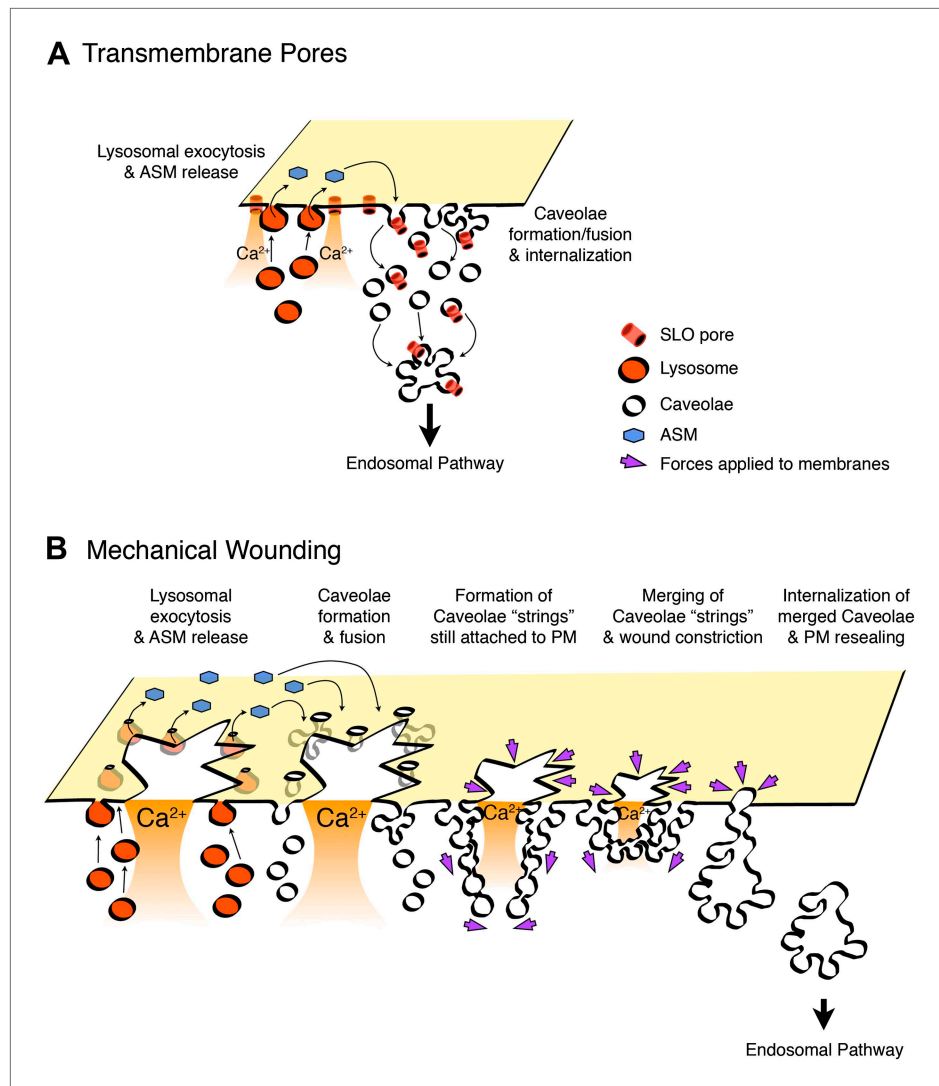 A Transmembrane Pores
Lysosomal exocytosis
& ASM release
Ca²⁺
Ca²⁺
Caveolae
formation/fusion
& internalization
SLO pore
Lysosome
Caveolae
ASM
Forces applied to membranes
Endosomal Pathway
B Mechanical Wounding
Lysosomal
exocytosis
& ASM release
Caveolae
formation
& fusion
Formation of
Caveolae “strings”
still attached to PM
Merging of
Caveolae “strings”
& wound constriction
Internalization of
merged Caveolae
& PM resealing
Ca²⁺
Ca²⁺
Ca²⁺
Ca²⁺
Endosomal Pathway